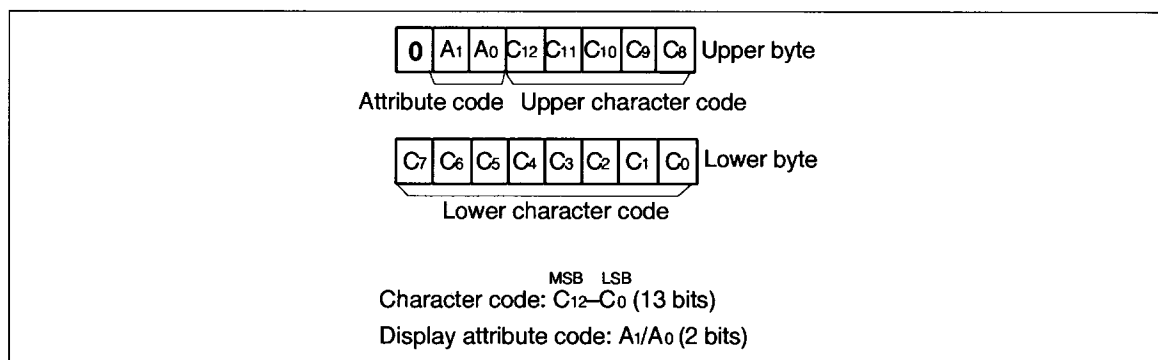 0 A1 A0 C12 C11 C10 C9 C8 Upper byte
Attribute code Upper character code
C7 C6 C5 C4 C3 C2 C1 C0 Lower byte
Lower character code
MSB LSB
Character code: C12–C0 (13 bits)
Display attribute code: A1/A0 (2 bits)